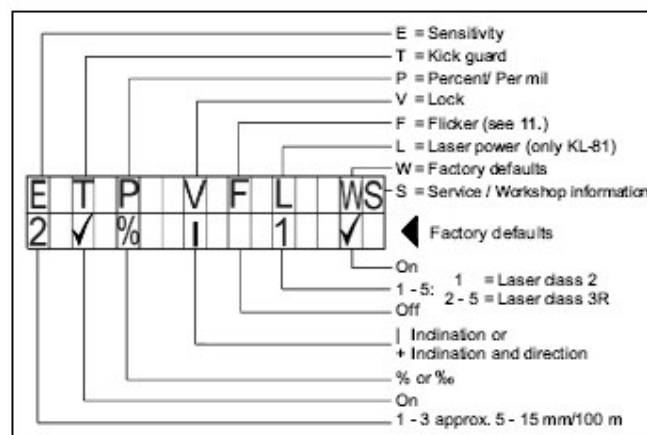 E = Sensitivity
T = Kick guard
P = Percent/ Per mil
V = Lock
F = Flicker (see 11.)
L = Laser power (only KL-81)
W = Factory defaults
S = Service / Workshop information
E T P V F L W S
2 ✓ % | 1 ✓
Factory defaults
On
1 - 5: 1 = Laser class 2
2 - 5 = Laser class 3R
Off
| Inclination or
+ Inclination and direction
% or ‰
On
1 - 3 approx. 5 - 15 mm/100 m